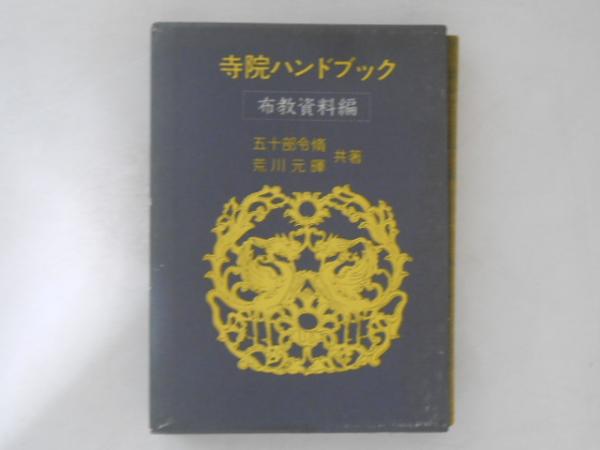 寺院ハンドブック
布教資料編
五十部令脩
荒川元暉
共著